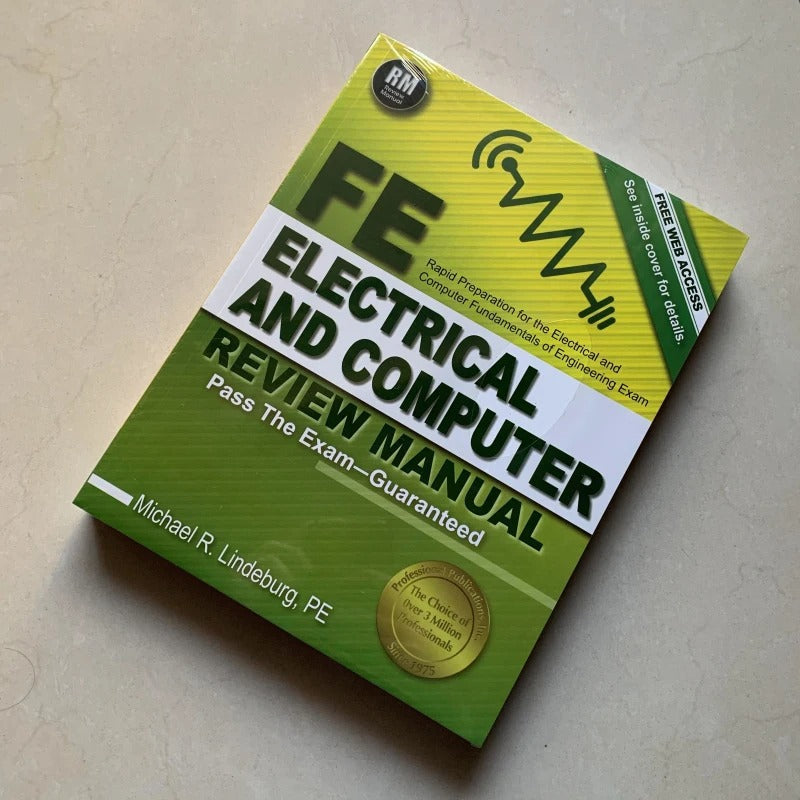 RM
Review
Manual
FREE WEB ACCESS
See inside cover for details.
FE
Rapid Preparation for the Electrical and
Computer Fundamentals of Engineering Exam
ELECTRICAL
AND COMPUTER
REVIEW MANUAL
Pass The Exam—Guaranteed
Michael R. Lindeburg, PE
Professional Publications, Inc.
The Choice of
Over 3 Million
Professionals
Since 1975